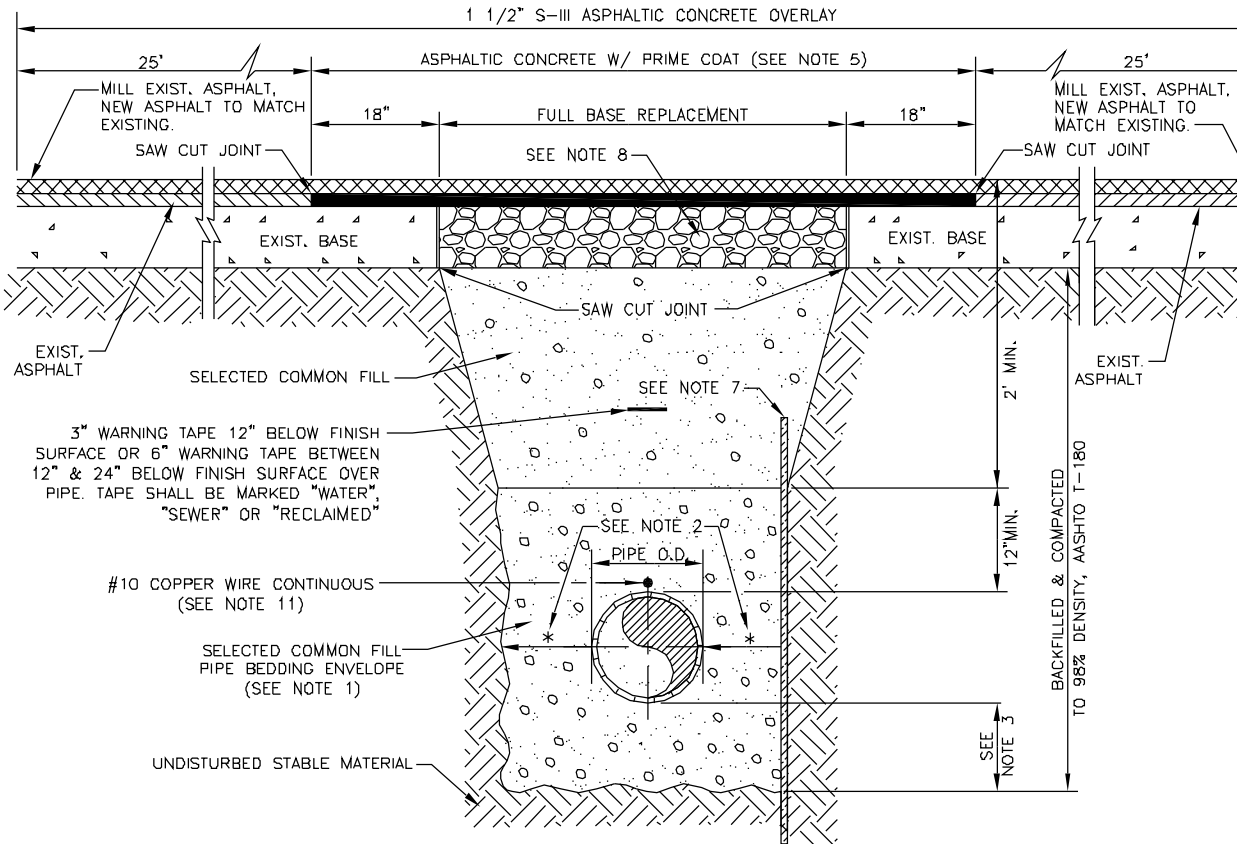 1 1/2" S-III ASPHALTIC CONCRETE OVERLAY
25'
ASPHALTIC CONCRETE W/ PRIME COAT (SEE NOTE 5)
25'
MILL EXIST. ASPHALT,
NEW ASPHALT TO MATCH
EXISTING.
18"
FULL BASE REPLACEMENT
18"
MILL EXIST. ASPHALT,
NEW ASPHALT TO
MATCH EXISTING.
SAW CUT JOINT
SEE NOTE 8
SAW CUT JOINT
EXIST. BASE
EXIST. BASE
SAW CUT JOINT
EXIST.
ASPHALT
SELECTED COMMON FILL
SEE NOTE 7
2' MIN.
EXIST.
ASPHALT
3" WARNING TAPE 12" BELOW FINISH
SURFACE OR 6" WARNING TAPE BETWEEN
12" & 24" BELOW FINISH SURFACE OVER
PIPE. TAPE SHALL BE MARKED "WATER",
"SEWER" OR "RECLAIMED"
SEE NOTE 2
PIPE O.D.
12"MIN.
BACKFILLED & COMPACTED
TO 98% DENSITY, AASHTO T-180
#10 COPPER WIRE CONTINUOUS
(SEE NOTE 11)
* *
SELECTED COMMON FILL
PIPE BEDDING ENVELOPE
(SEE NOTE 1)
SEE
NOTE 3
UNDISTURBED STABLE MATERIAL